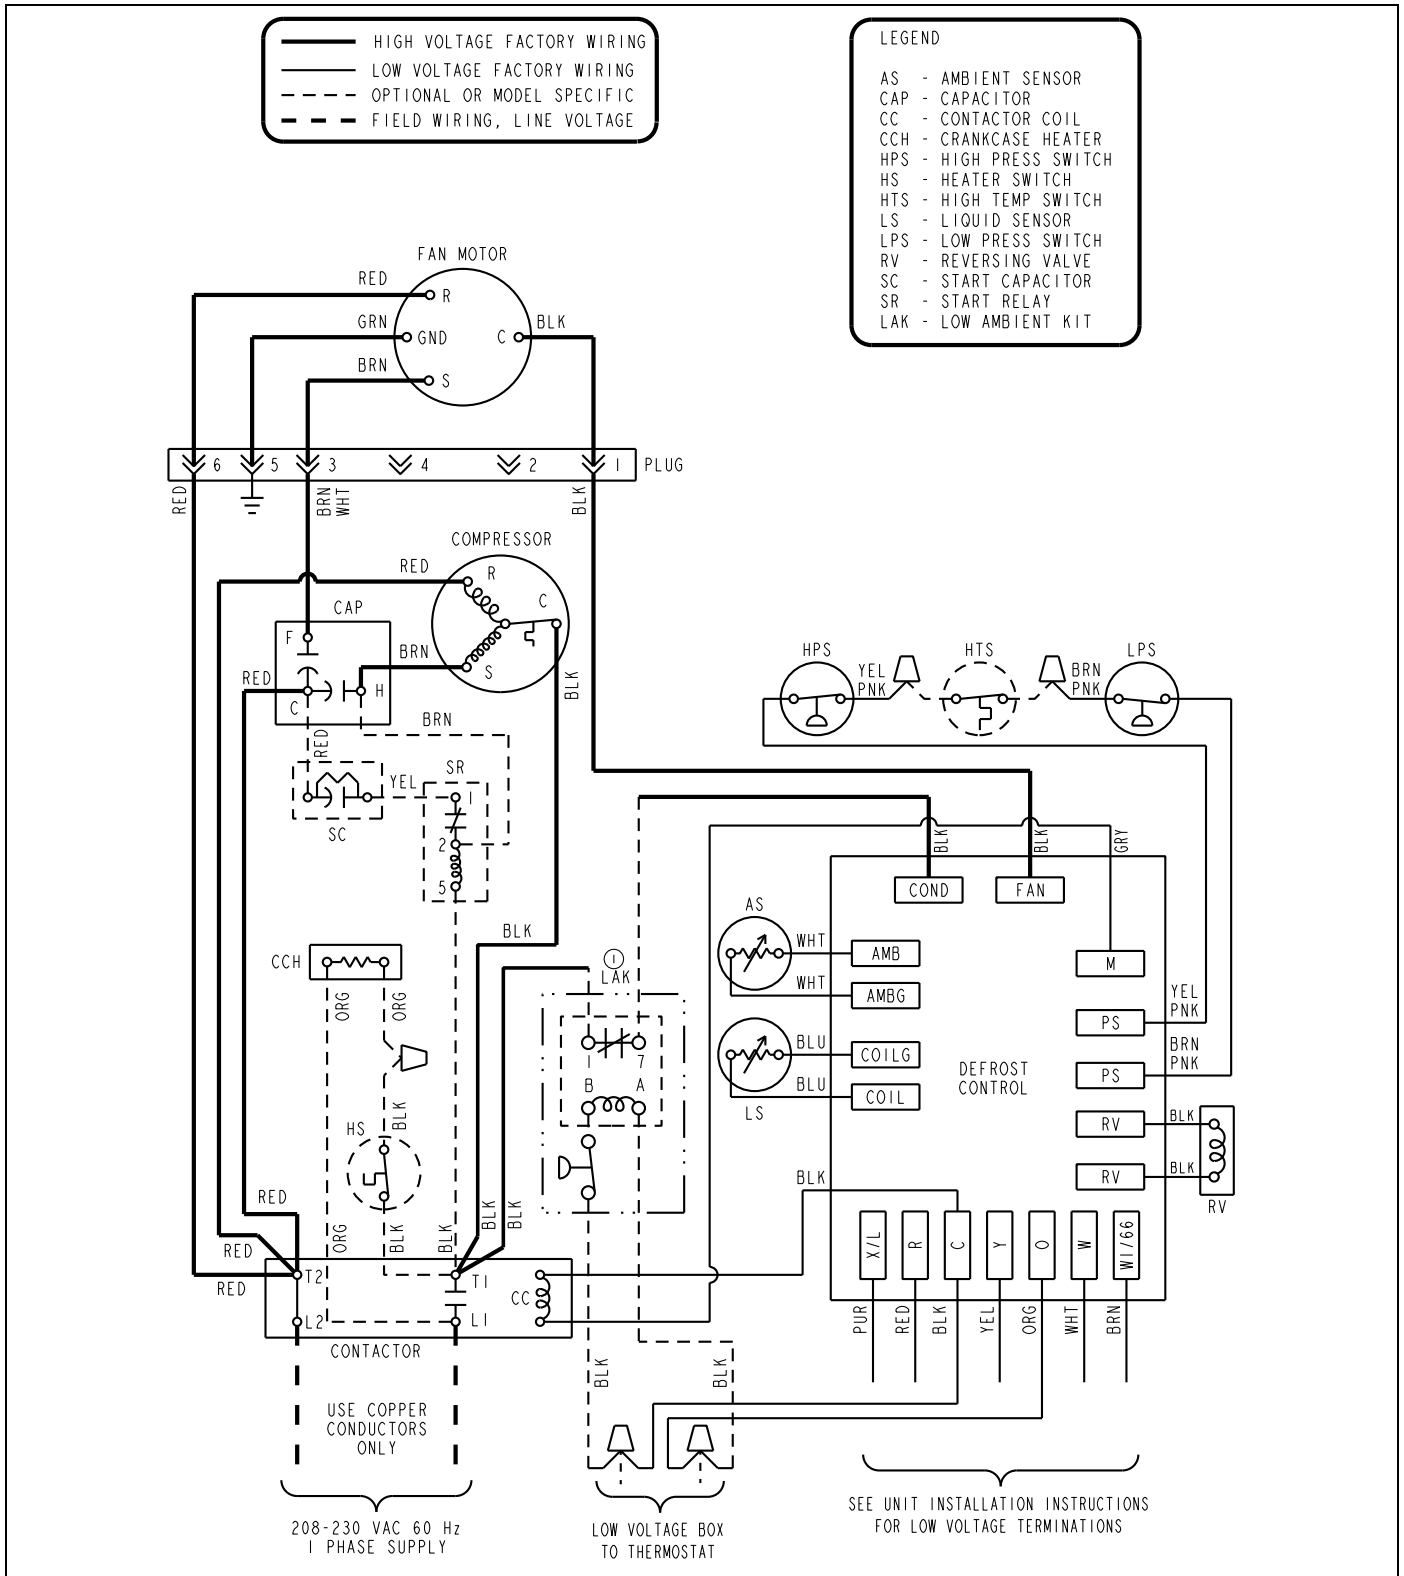 HIGH VOLTAGE FACTORY WIRING
LOW VOLTAGE FACTORY WIRING
OPTIONAL OR MODEL SPECIFIC
FIELD WIRING, LINE VOLTAGE
LEGEND
AS - AMBIENT SENSOR
CAP - CAPACITOR
CC - CONTACTOR COIL
CCH - CRANKCASE HEATER
HPS - HIGH PRESS SWITCH
HS - HEATER SWITCH
HTS - HIGH TEMP SWITCH
LS - LIQUID SENSOR
LPS - LOW PRESS SWITCH
RV - REVERSING VALVE
SC - START CAPACITOR
SR - START RELAY
LAK - LOW AMBIENT KIT
FAN MOTOR
RED
R
GRN
GND
C
BLK
BRN
S
6
5
3
4
2
1
PLUG
RED
BRN
WHT
BLK
COMPRESSOR
RED
R
C
CAP
F
BRN
S
RED
H
C
BLK
BRN
RED
YEL
SR
1
SC
2
5
HPS
YEL
PNK
HTS
BRN
PNK
LPS
BLK
BLK
GRY
COND
FAN
AS
WHT
AMB
WHT
AMBG
M
YEL
PNK
PS
BLU
COILG
BRN
PNK
PS
BLU
COIL
LS
DEFROST
CONTROL
RV
BLK
RV
BLK
RV
BLK
CCH
ORG
ORG
BLK
1
LAK
1
7
B
A
BLK
HS
RED
RED
RED
ORG
BLK
BLK
BLK
BLK
BLK
X/L
R
C
Y
O
W
W1/66
PUR
RED
BLK
YEL
ORG
WHT
BRN
T2
T1
CC
L2
L1
CONTACTOR
BLK
BLK
USE COPPER
CONDUCTORS
ONLY
208-230 VAC 60 Hz
1 PHASE SUPPLY
LOW VOLTAGE BOX
TO THERMOSTAT
SEE UNIT INSTALLATION INSTRUCTIONS
FOR LOW VOLTAGE TERMINATIONS